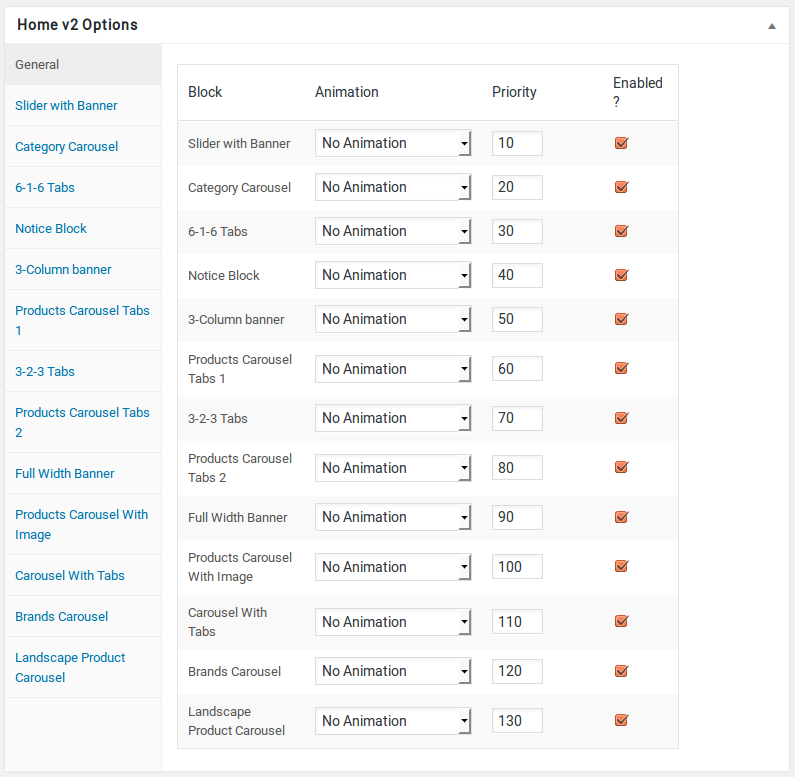 Home v2 Options
General
Slider with Banner
Category Carousel
6-1-6 Tabs
Notice Block
3-Column banner
Products Carousel Tabs
1
3-2-3 Tabs
Products Carousel Tabs
2
Full Width Banner
Products Carousel With
Image
Carousel With Tabs
Brands Carousel
Landscape Product
Carousel
Block Animation Priority Enabled
?
Slider with Banner No Animation 10
Category Carousel No Animation 20
6-1-6 Tabs No Animation 30
Notice Block No Animation 40
3-Column banner No Animation 50
Products Carousel
Tabs 1 No Animation 60
3-2-3 Tabs No Animation 70
Products Carousel
Tabs 2 No Animation 80
Full Width Banner No Animation 90
Products Carousel
With Image No Animation 100
Carousel With
Tabs No Animation 110
Brands Carousel No Animation 120
Landscape
Product Carousel No Animation 130